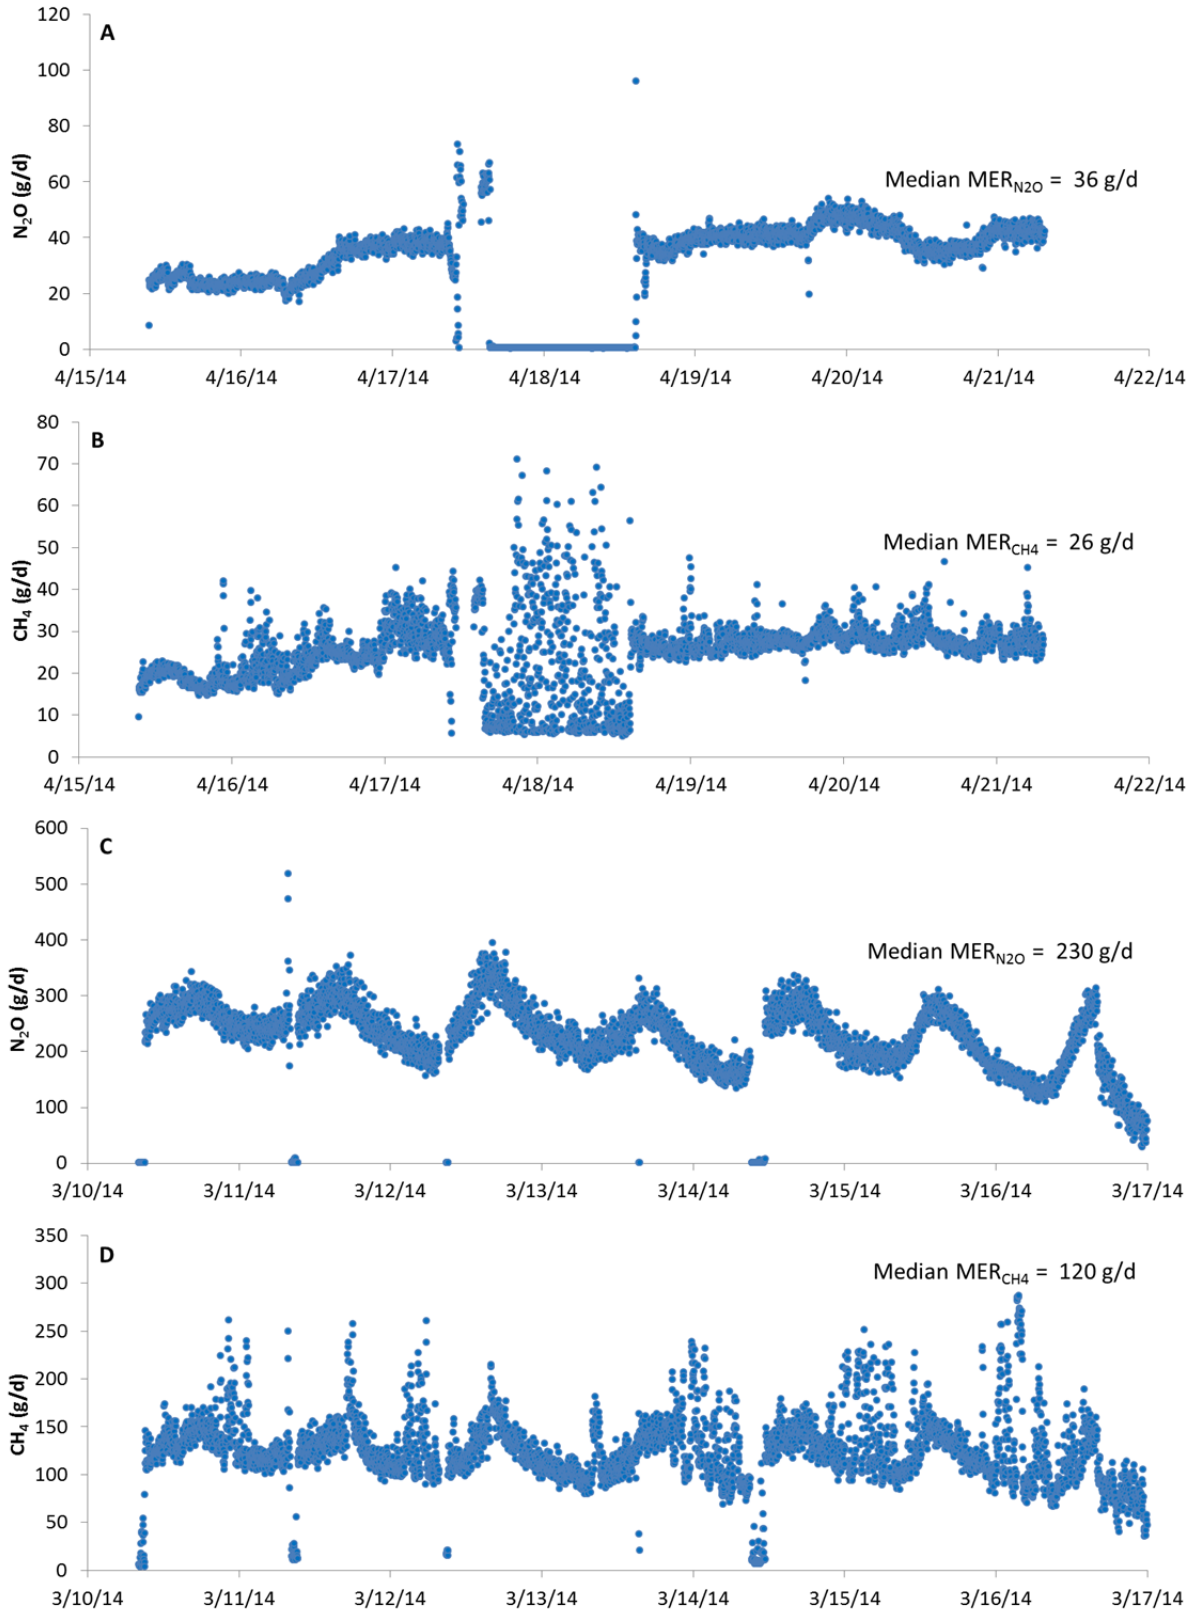 A
120
100
80
60
40
20
0
N₂O (g/d)
Median MER_N2O = 36 g/d
4/15/14 4/16/14 4/17/14 4/18/14 4/19/14 4/20/14 4/21/14 4/22/14
B
80
70
60
50
40
30
20
10
0
CH₄ (g/d)
Median MER_CH4 = 26 g/d
4/15/14 4/16/14 4/17/14 4/18/14 4/19/14 4/20/14 4/21/14 4/22/14
C
600
500
400
300
200
100
0
N₂O (g/d)
Median MER_N2O = 230 g/d
3/10/14 3/11/14 3/12/14 3/13/14 3/14/14 3/15/14 3/16/14 3/17/14
D
350
300
250
200
150
100
50
0
CH₄ (g/d)
Median MER_CH4 = 120 g/d
3/10/14 3/11/14 3/12/14 3/13/14 3/14/14 3/15/14 3/16/14 3/17/14